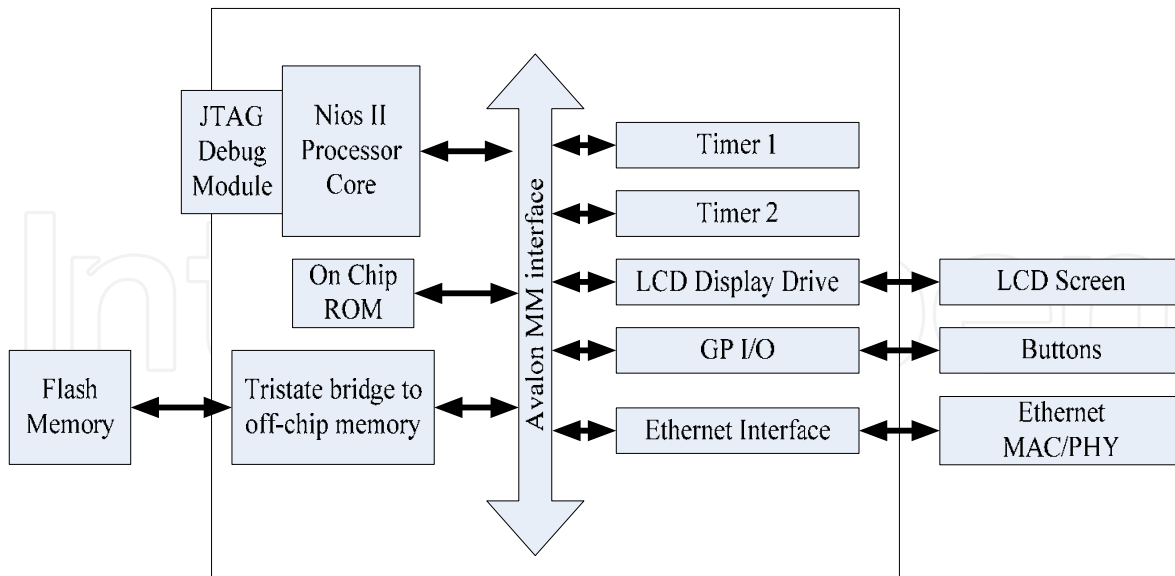 JTAG
Debug
Module
Nios II
Processor
Core
On Chip
ROM
Flash
Memory
Tristate bridge to
off-chip memory
Avalon MM interface
Timer 1
Timer 2
LCD Display Drive
GP I/O
Ethernet Interface
LCD Screen
Buttons
Ethernet
MAC/PHY